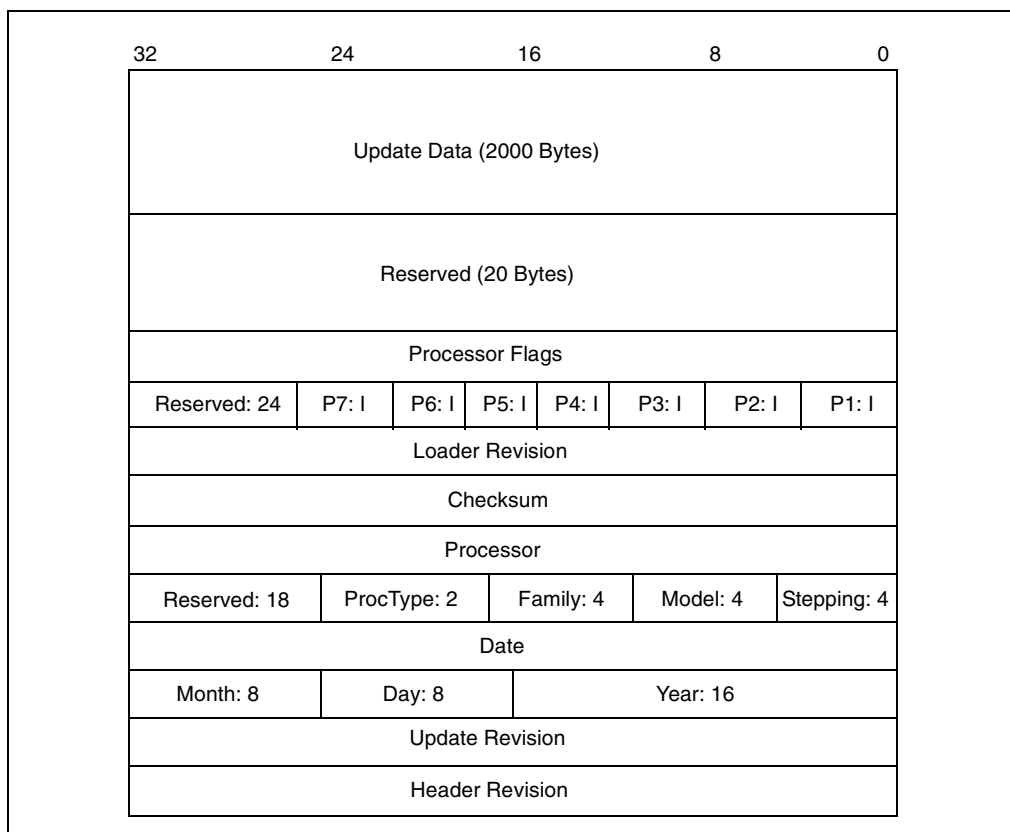 32 24 16 8 0
Update Data (2000 Bytes)
Reserved (20 Bytes)
Processor Flags
Reserved: 24 P7: I P6: I P5: I P4: I P3: I P2: I P1: I
Loader Revision
Checksum
Processor
Reserved: 18 ProcType: 2 Family: 4 Model: 4 Stepping: 4
Date
Month: 8 Day: 8 Year: 16
Update Revision
Header Revision